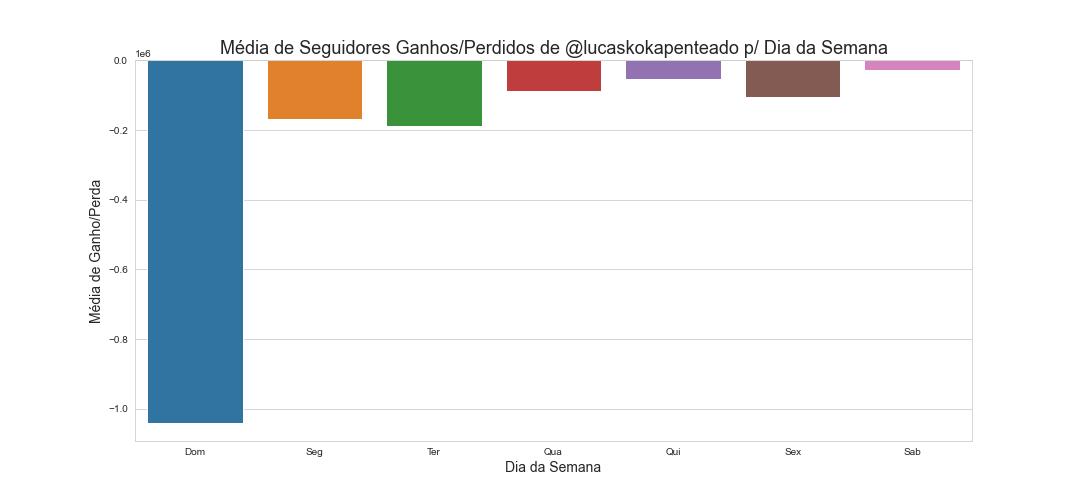 Média de Seguidores Ganhos/Perdidos de @lucaskokapenteado p/ Dia da Semana
1e6
0.0
−0.2
−0.4
−0.6
−0.8
−1.0
Média de Ganho/Perda
Dom Seg Ter Qua Qui Sex Sab
Dia da Semana